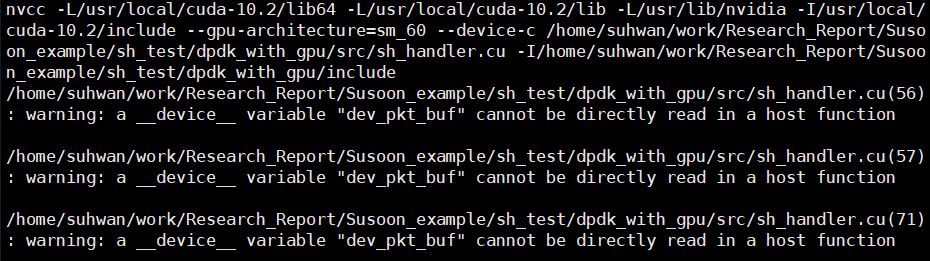 nvcc -L/usr/local/cuda-10.2/lib64 -L/usr/local/cuda-10.2/lib -L/usr/lib/nvidia -I/usr/local/
cuda-10.2/include --gpu-architecture=sm_60 --device-c /home/suhwan/work/Research_Report/Suso
on_example/sh_test/dpdk_with_gpu/src/sh_handler.cu -I/home/suhwan/work/Research_Report/Susoo
n_example/sh_test/dpdk_with_gpu/include
/home/suhwan/work/Research_Report/Susoon_example/sh_test/dpdk_with_gpu/src/sh_handler.cu(56)
: warning: a __device__ variable "dev_pkt_buf" cannot be directly read in a host function
/home/suhwan/work/Research_Report/Susoon_example/sh_test/dpdk_with_gpu/src/sh_handler.cu(57)
: warning: a __device__ variable "dev_pkt_buf" cannot be directly read in a host function
/home/suhwan/work/Research_Report/Susoon_example/sh_test/dpdk_with_gpu/src/sh_handler.cu(71)
: warning: a __device__ variable "dev_pkt_buf" cannot be directly read in a host function